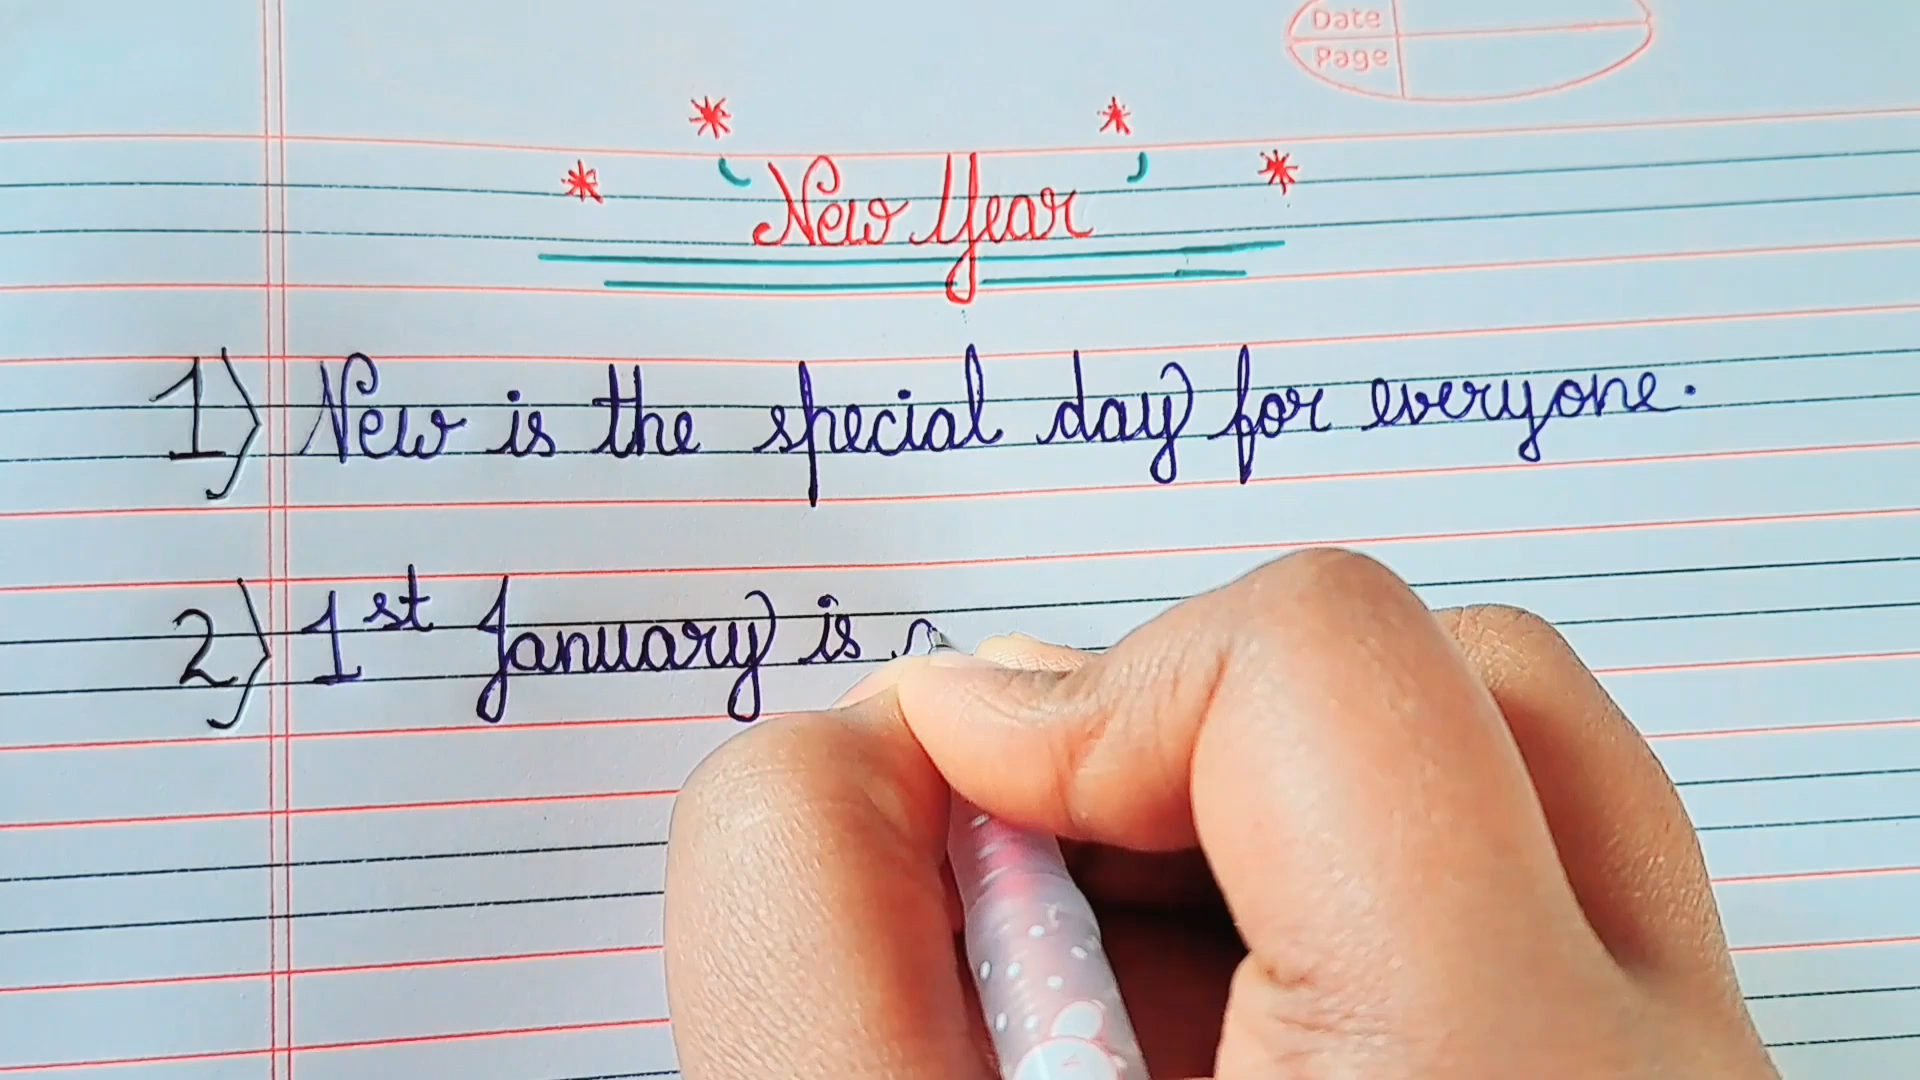 Date
Page
New Year
1) New is the special day for everyone.
2) 1st January is